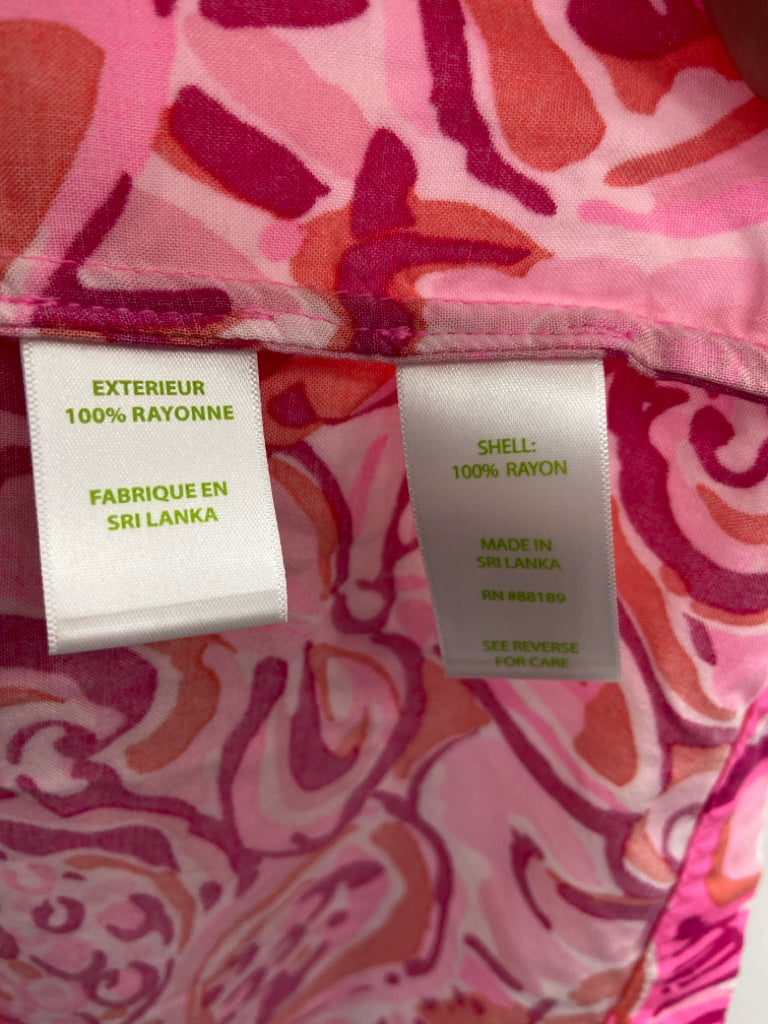 EXTERIEUR
100% RAYONNE
FABRIQUE EN
SRI LANKA
SHELL:
100% RAYON
MADE IN
SRI LANKA
RN #88189
SEE REVERSE
FOR CARE